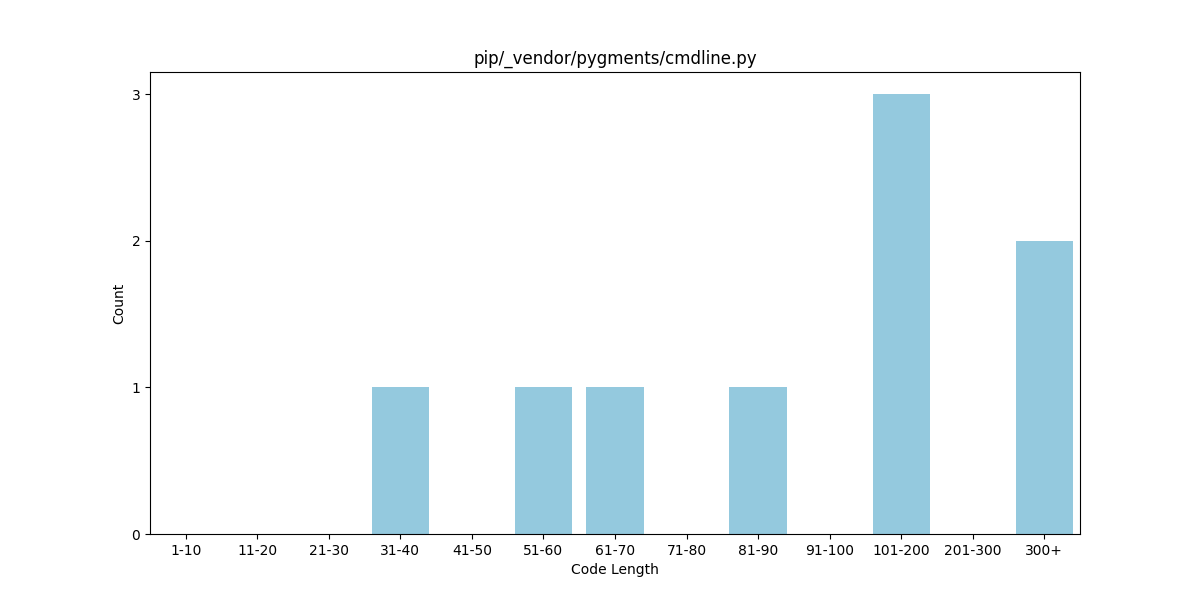 pip/_vendor/pygments/cmdline.py
3
2
1
0
Count
1-10 11-20 21-30 31-40 41-50 51-60 61-70 71-80 81-90 91-100 101-200 201-300 300+
Code Length